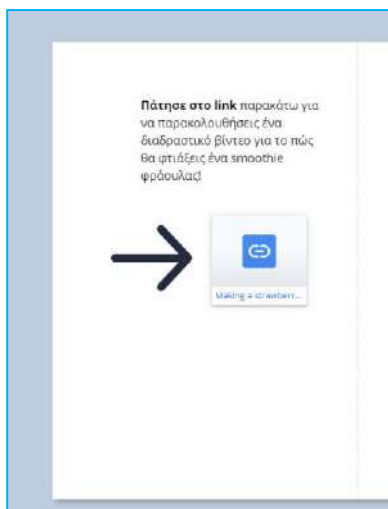 Πάτησε στο link παρακάτω για
να παρακολουθήσεις ένα
διαδραστικό βίντεο για το πώς
θα φτιάξεις ένα smoothie
φράουλας!
Making a strawberr...